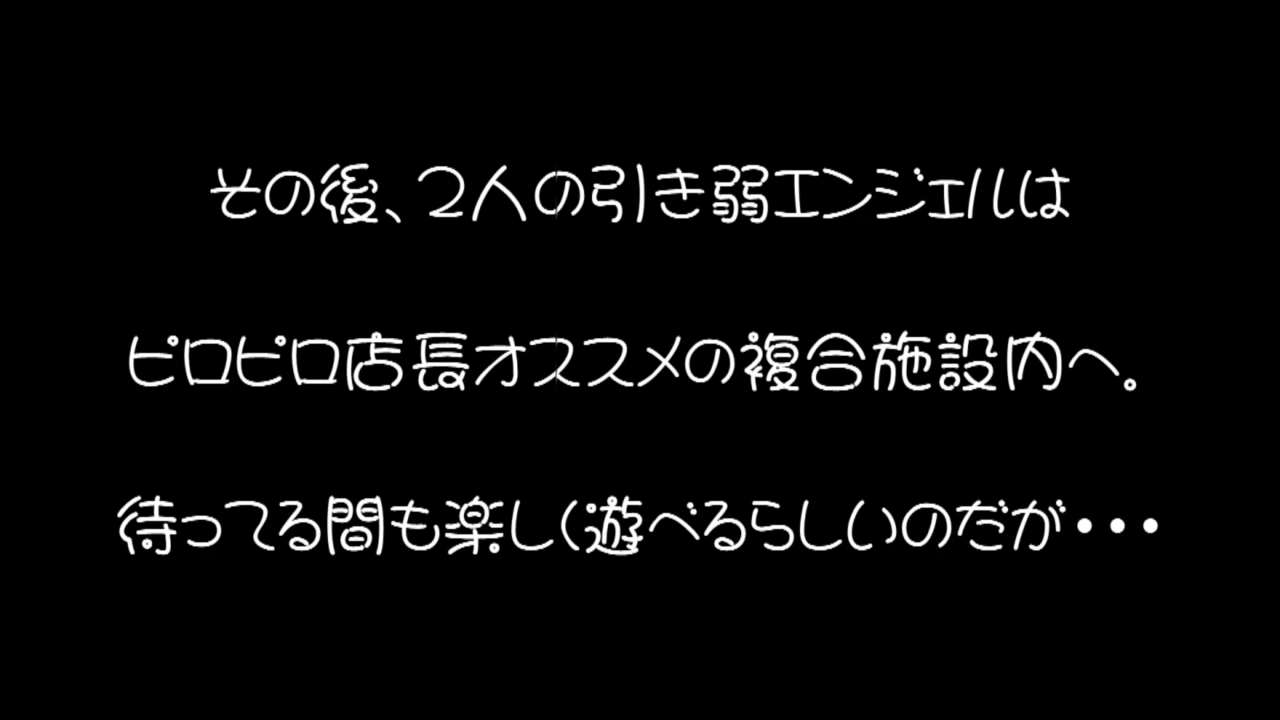 その後、２人の引き弱エンジェルは
ピロピロ店長オススメの複合施設内へ。
待ってる間も楽しく遊べるらしいのだが・・・